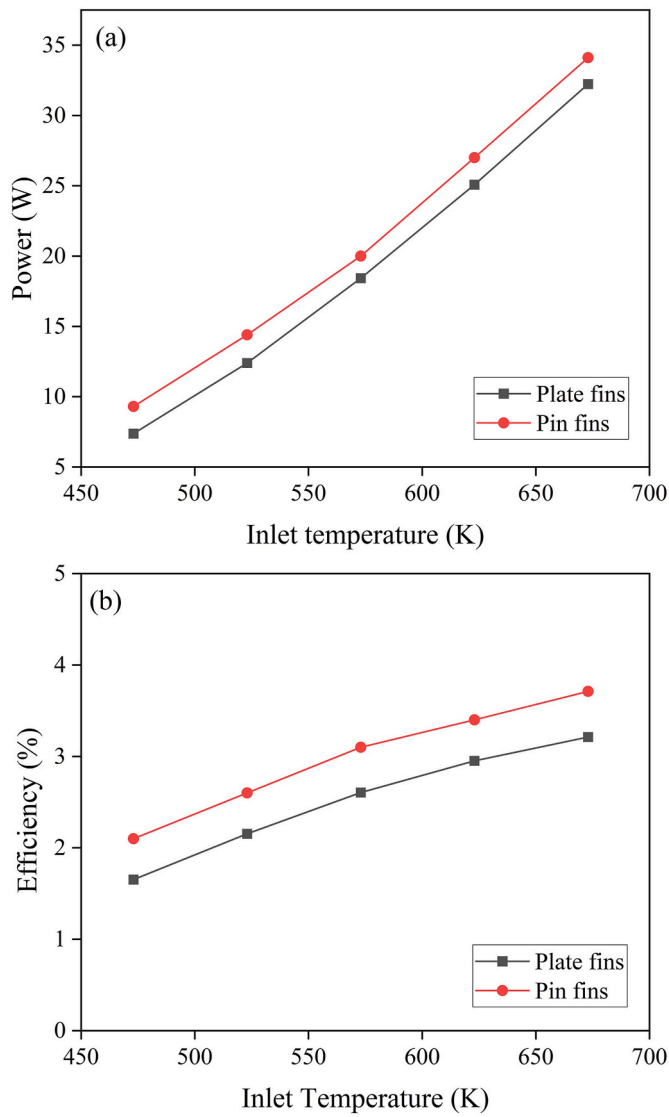 (a)
35
30
25
20
15
10
5
Power (W)
Plate fins
Pin fins
450 500 550 600 650 700
Inlet temperature (K)
(b)
5
4
3
2
1
0
Efficiency (%)
Plate fins
Pin fins
450 500 550 600 650 700
Inlet Temperature (K)